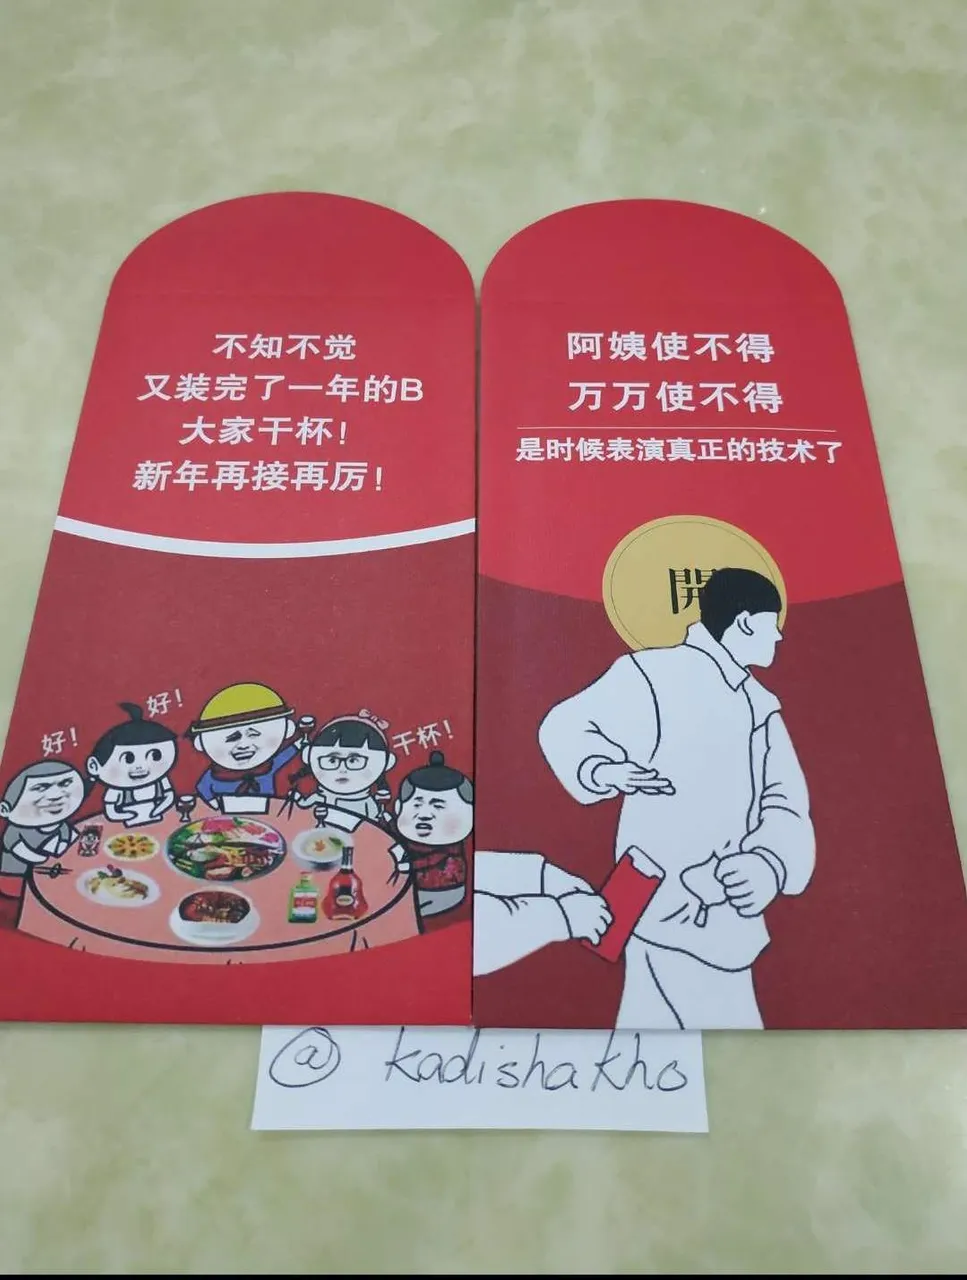 不知不觉
又装完了一年的B
大家干杯！
新年再接再厉！
好！
好！
干杯！
阿姨使不得
万万使不得
是时候表演真正的技术了
開
@kadishakho